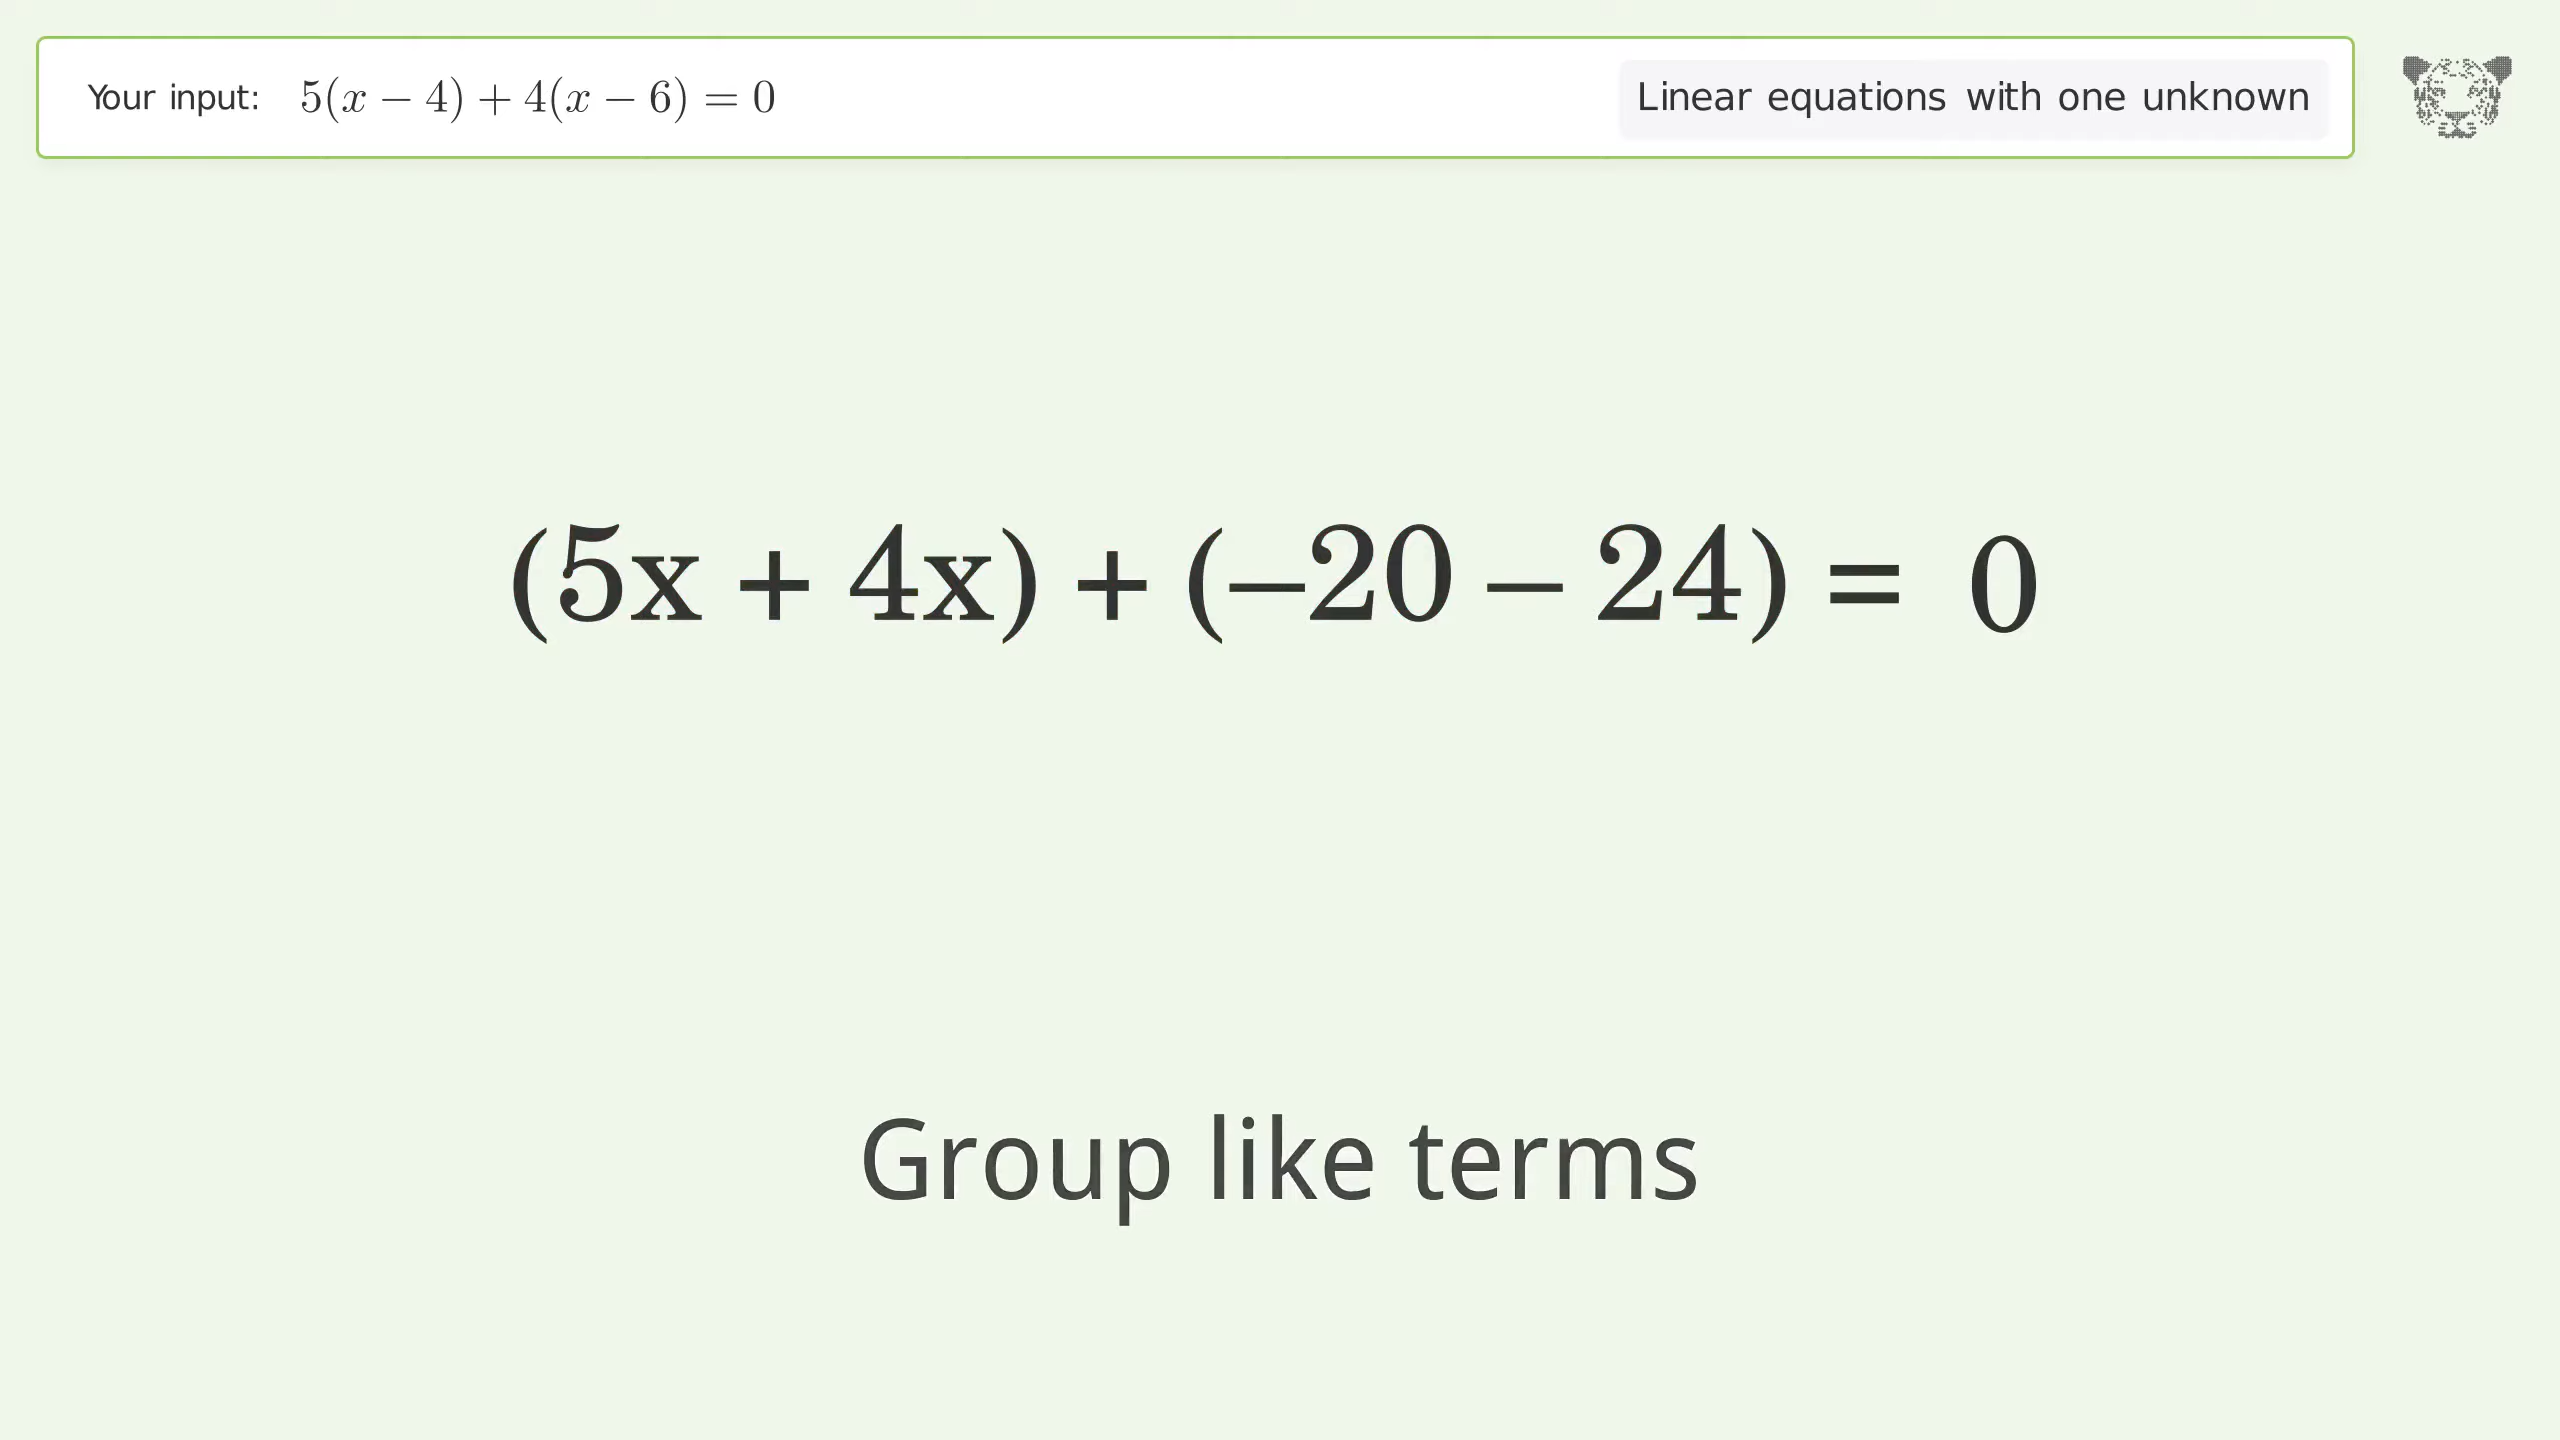 Your input: 5(x − 4) + 4(x − 6) = 0
Linear equations with one unknown
(5x + 4x) + (−20 − 24) = 0
Group like terms